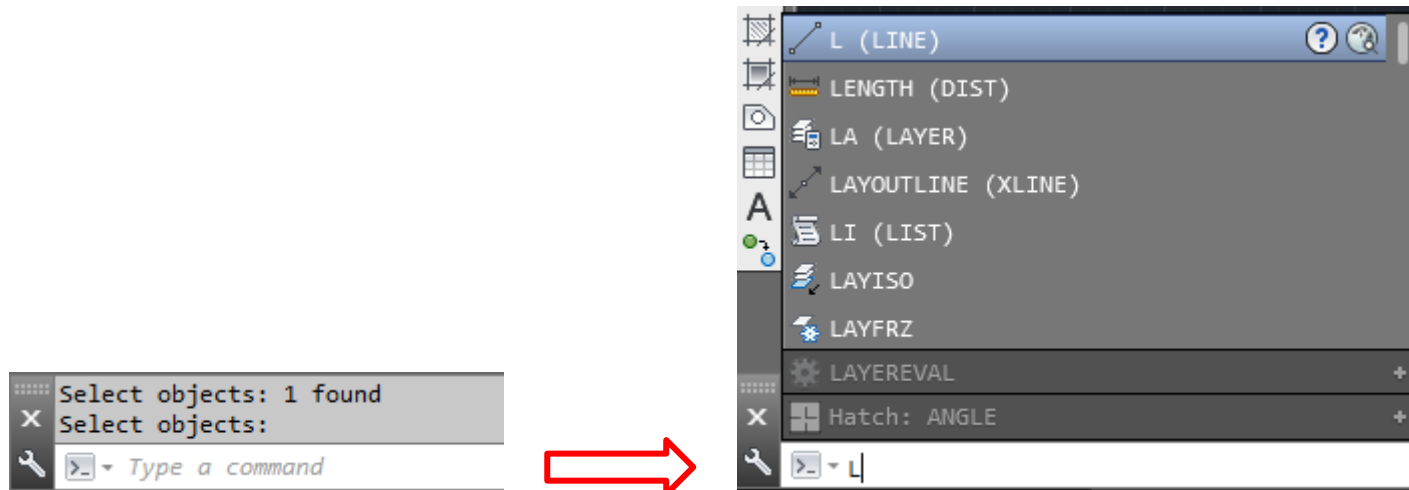 Select objects: 1 found
Select objects:
Type a command
L (LINE)
LENGTH (DIST)
LA (LAYER)
LAYOUTLINE (XLINE)
LI (LIST)
LAYISO
LAYFRZ
LAYEREVAL
Hatch: ANGLE
L